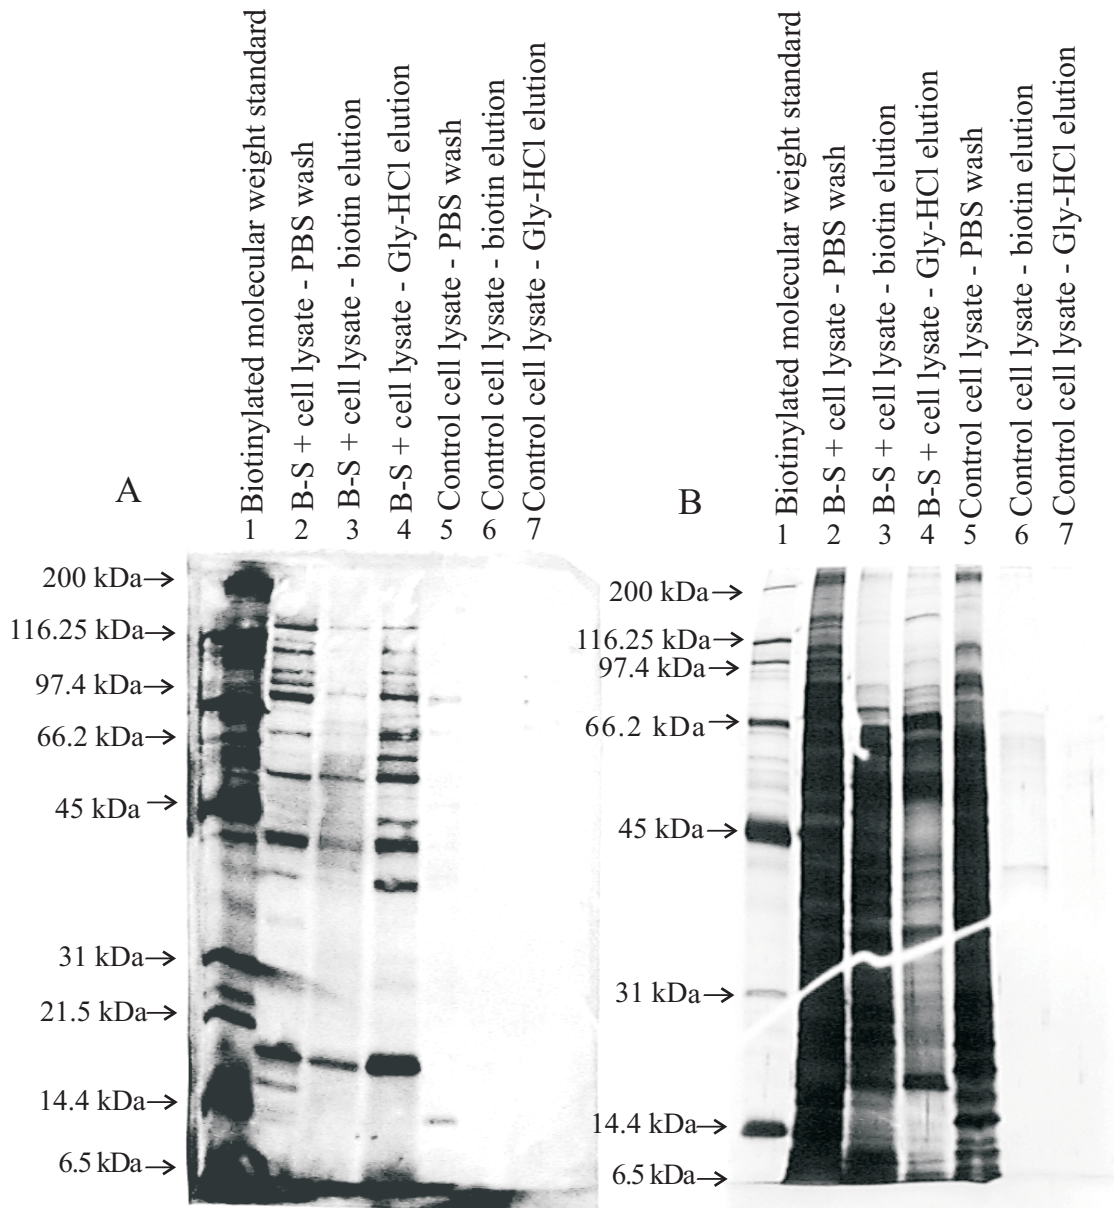 A
Biotinylated molecular weight standard
B-S + cell lysate - PBS wash
B-S + cell lysate - biotin elution
B-S + cell lysate - Gly-HCl elution
Control cell lysate - PBS wash
Control cell lysate - biotin elution
Control cell lysate - Gly-HCl elution
1 2 3 4 5 6 7
200 kDa
116.25 kDa
97.4 kDa
66.2 kDa
45 kDa
31 kDa
21.5 kDa
14.4 kDa
6.5 kDa
B
Biotinylated molecular weight standard
B-S + cell lysate - PBS wash
B-S + cell lysate - biotin elution
B-S + cell lysate - Gly-HCl elution
Control cell lysate - PBS wash
Control cell lysate - biotin elution
Control cell lysate - Gly-HCl elution
1 2 3 4 5 6 7
200 kDa
116.25 kDa
97.4 kDa
66.2 kDa
45 kDa
31 kDa
14.4 kDa
6.5 kDa